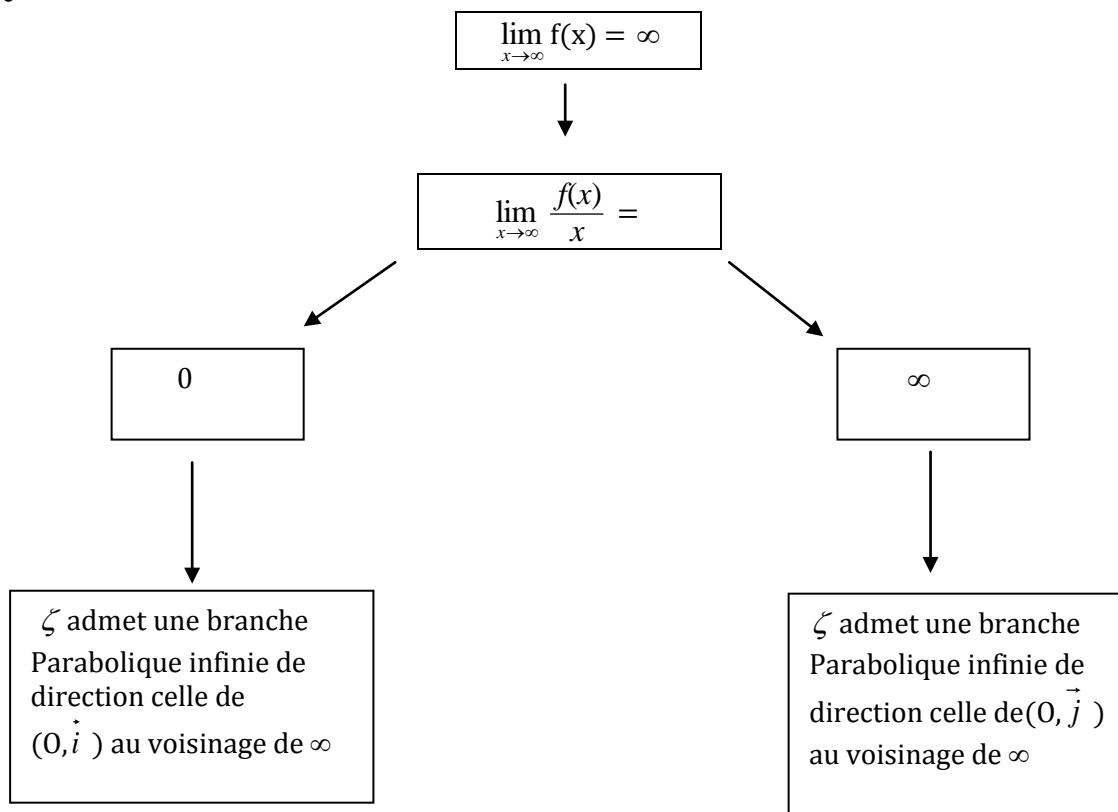 lim f(x) = ∞
x→∞
lim f(x)/x =
x→∞
0
∞
ζ admet une branche
Parabolique infinie de
direction celle de
(O, i⃗ ) au voisinage de ∞
ζ admet une branche
Parabolique infinie de
direction celle de(O, j⃗ )
au voisinage de ∞